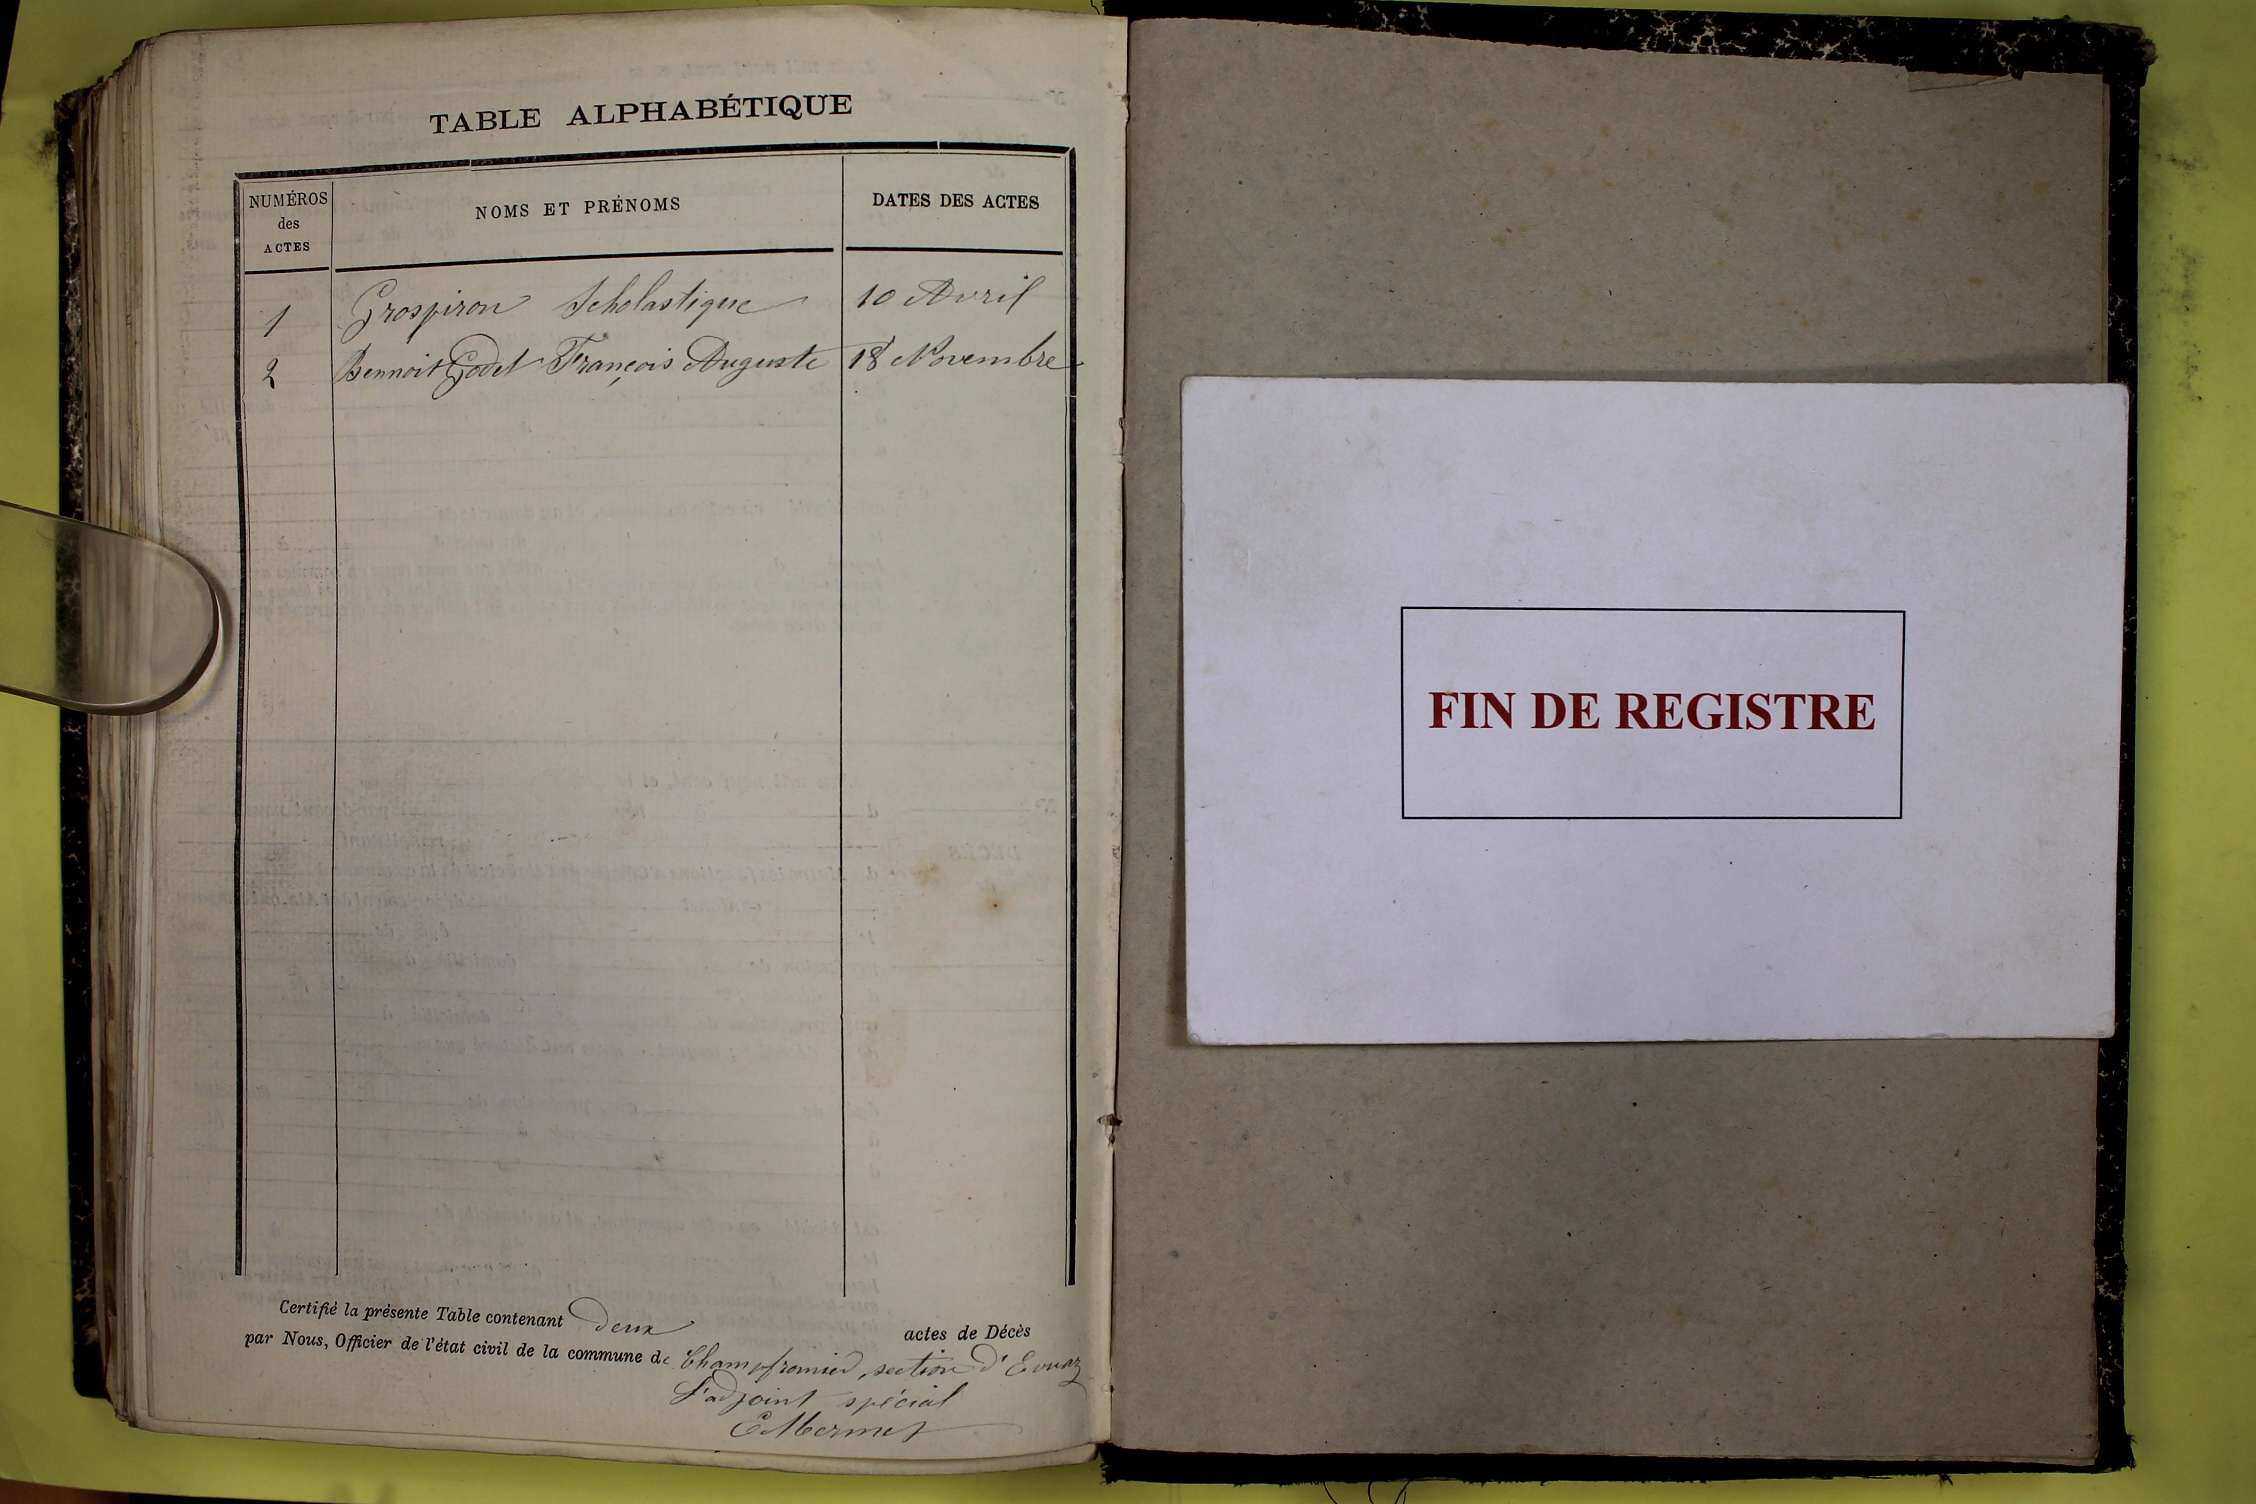 TABLE ALPHABÉTIQUE
NUMÉROS
des
ACTES
NOMS ET PRÉNOMS
DATES DES ACTES
1 Grospiron Scholastique 10 Avril
2 Bennoit Godet François Auguste 18 Novembre
Certifié la présente Table contenant deux actes de Décès
par Nous, Officier de l'état civil de la commune de Champfromier, section d'Evuaz
L'adjoint spécial
E Mermet
FIN DE REGISTRE